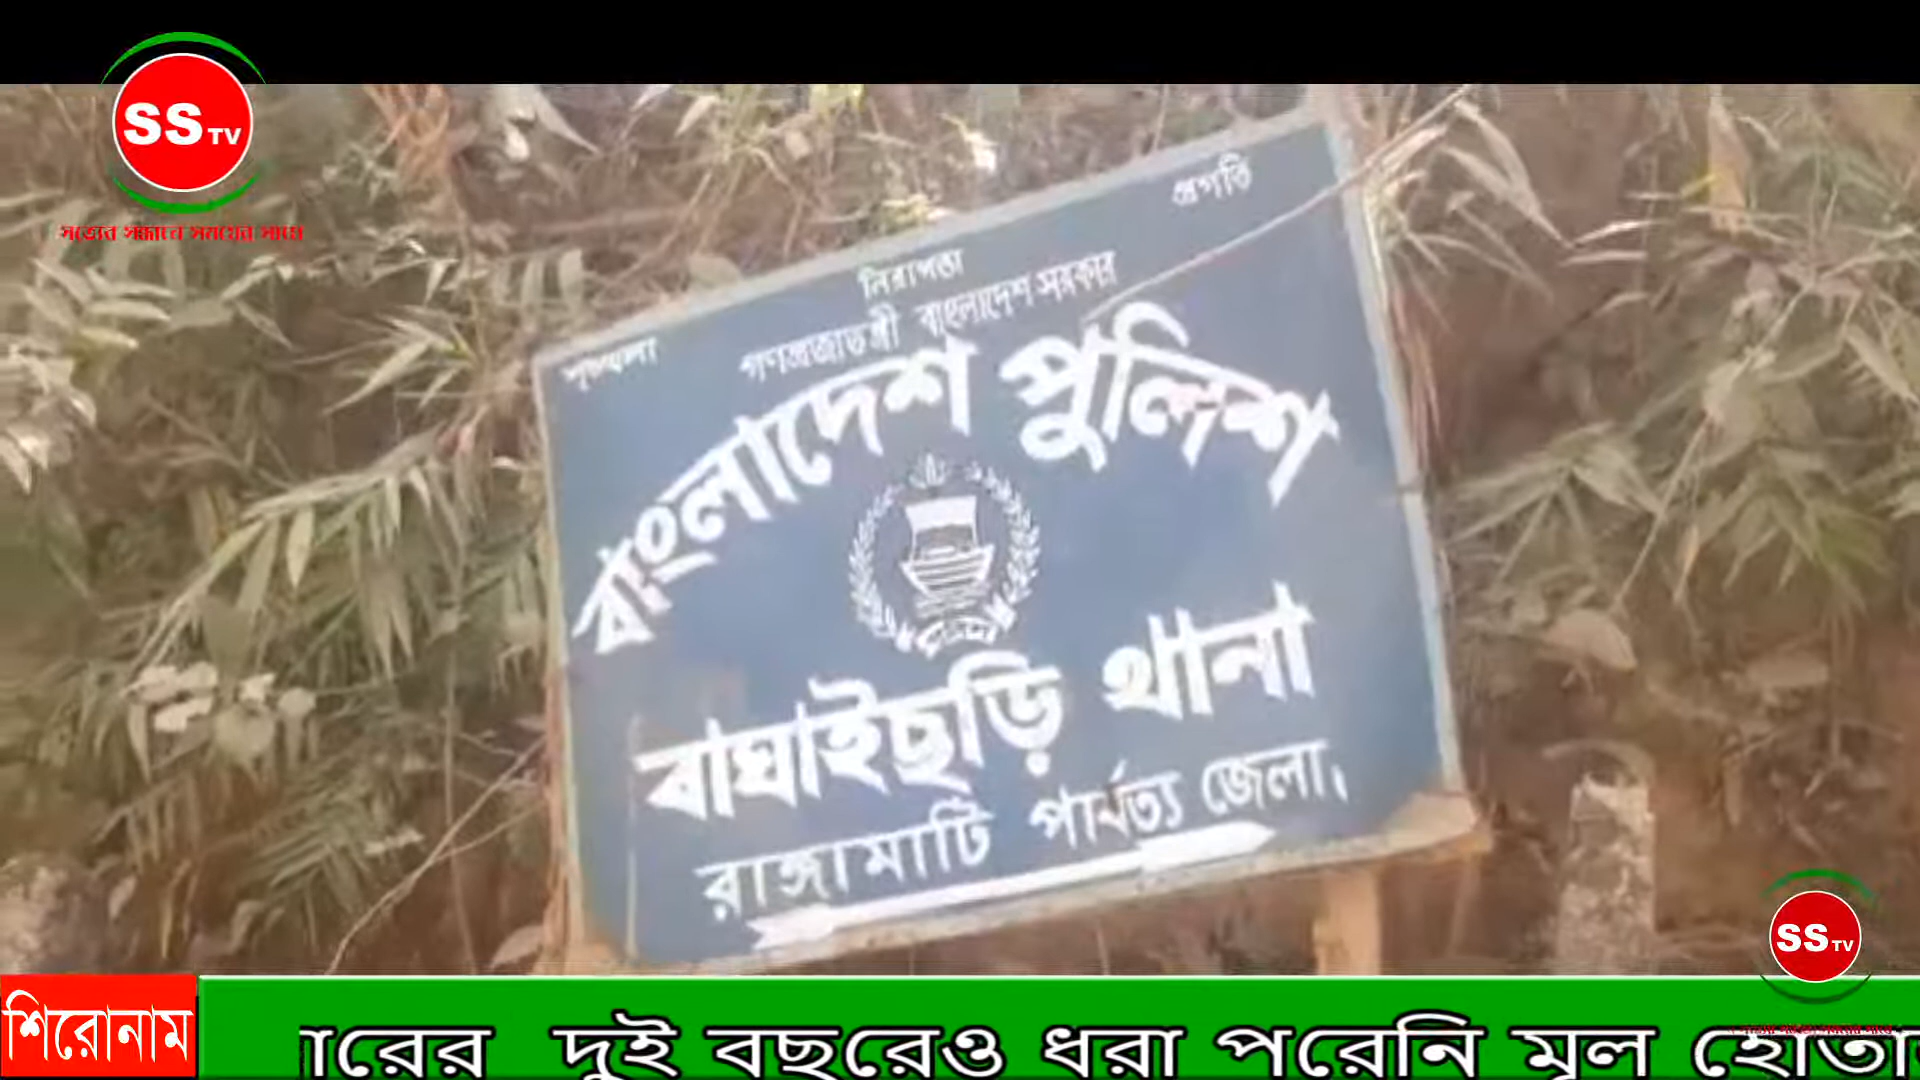 SS TV
সত্যের সন্ধানে সময়ের সাথে
শৃঙ্খলা নিরাপত্তা প্রগতি
গণপ্রজাতন্ত্রী বাংলাদেশ সরকার
বাংলাদেশ পুলিশ
বাঘাইছড়ি থানা
রাঙ্গামাটি পার্বত্য জেলা।
SS TV
শিরোনাম
ারের দুই বছরেও ধরা পরেনি মূল হোতা